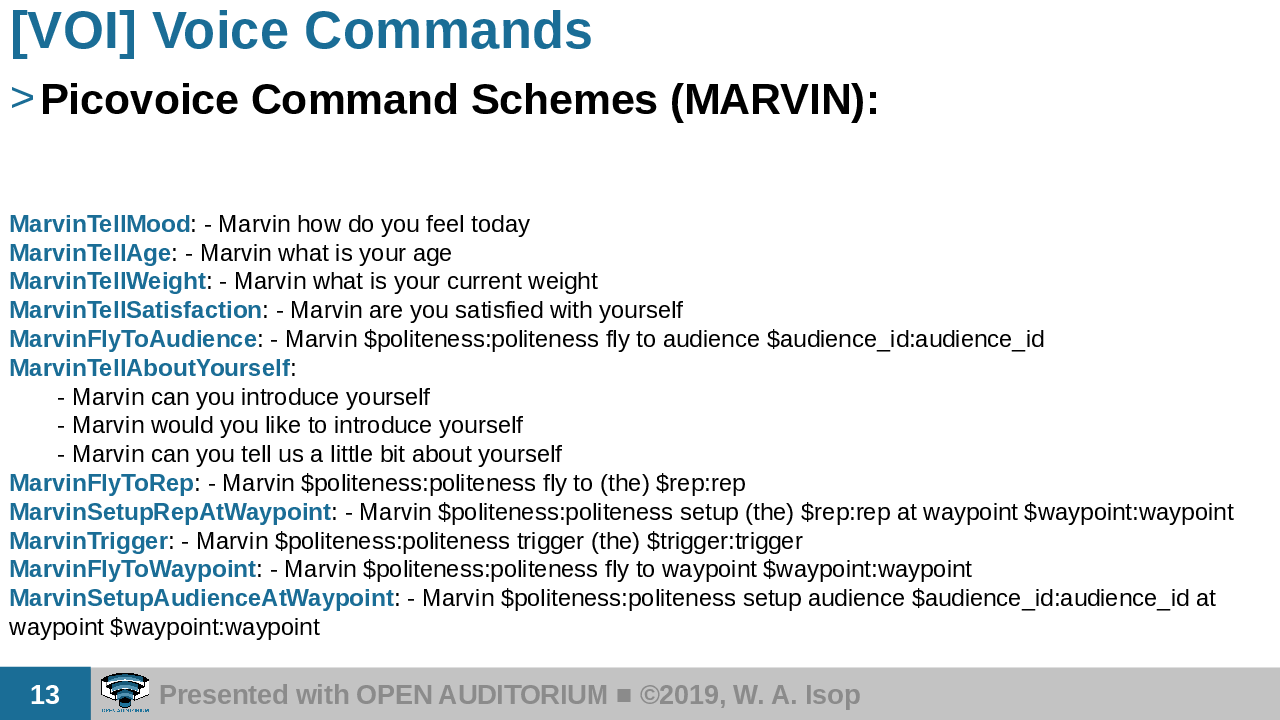 [VOI] Voice Commands
> Picovoice Command Schemes (MARVIN):
MarvinTellMood: - Marvin how do you feel today
MarvinTellAge: - Marvin what is your age
MarvinTellWeight: - Marvin what is your current weight
MarvinTellSatisfaction: - Marvin are you satisfied with yourself
MarvinFlyToAudience: - Marvin $politeness:politeness fly to audience $audience_id:audience_id
MarvinTellAboutYourself:
- Marvin can you introduce yourself
- Marvin would you like to introduce yourself
- Marvin can you tell us a little bit about yourself
MarvinFlyToRep: - Marvin $politeness:politeness fly to (the) $rep:rep
MarvinSetupRepAtWaypoint: - Marvin $politeness:politeness setup (the) $rep:rep at waypoint $waypoint:waypoint
MarvinTrigger: - Marvin $politeness:politeness trigger (the) $trigger:trigger
MarvinFlyToWaypoint: - Marvin $politeness:politeness fly to waypoint $waypoint:waypoint
MarvinSetupAudienceAtWaypoint: - Marvin $politeness:politeness setup audience $audience_id:audience_id at
waypoint $waypoint:waypoint
13
OPEN AUDITORIUM
Presented with OPEN AUDITORIUM ■ ©2019, W. A. Isop